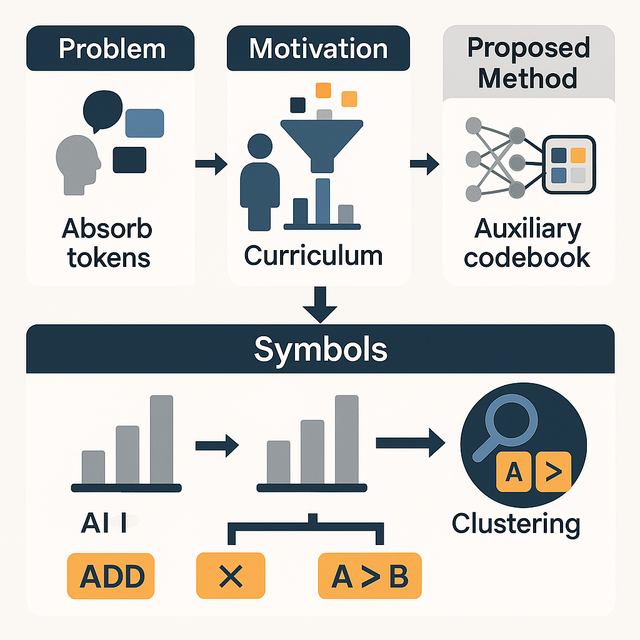 Problem
Motivation
Proposed
Method
Absorb
tokens
Curriculum
Auxiliary
codebook
Symbols
A >
Clustering
ADD
×
A > B